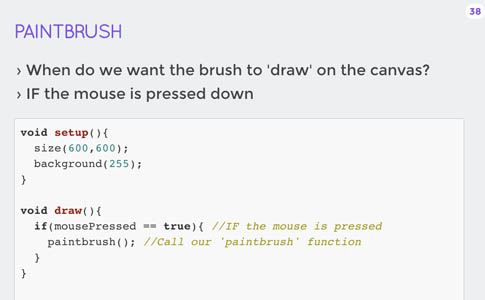 38
PAINTBRUSH
› When do we want the brush to 'draw' on the canvas?
› IF the mouse is pressed down
void setup(){
  size(600,600);
  background(255);
}

void draw(){
  if(mousePressed == true){ //IF the mouse is pressed
    paintbrush(); //Call our 'paintbrush' function
  }
}